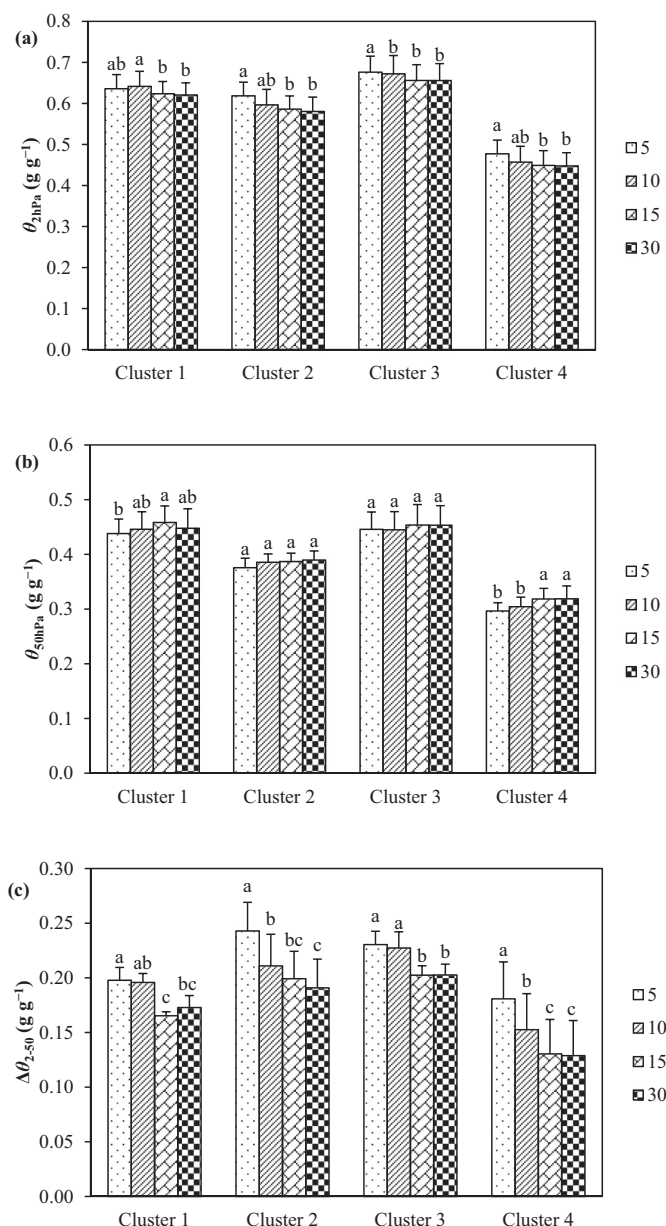 (a)
θ2hPa (g g⁻¹)
0.8
0.7
0.6
0.5
0.4
0.3
0.2
0.1
0.0
ab a b b
a ab b b
a b b b
a ab b b
Cluster 1 Cluster 2 Cluster 3 Cluster 4
5
10
15
30
(b)
θ50hPa (g g⁻¹)
0.6
0.5
0.4
0.3
0.2
0.1
0.0
b ab a ab
a a a a
a a a a
b b a a
Cluster 1 Cluster 2 Cluster 3 Cluster 4
5
10
15
30
(c)
Δθ2-50 (g g⁻¹)
0.30
0.25
0.20
0.15
0.10
0.05
0.00
a ab c bc
a b bc c
a a b b
a b c c
Cluster 1 Cluster 2 Cluster 3 Cluster 4
5
10
15
30